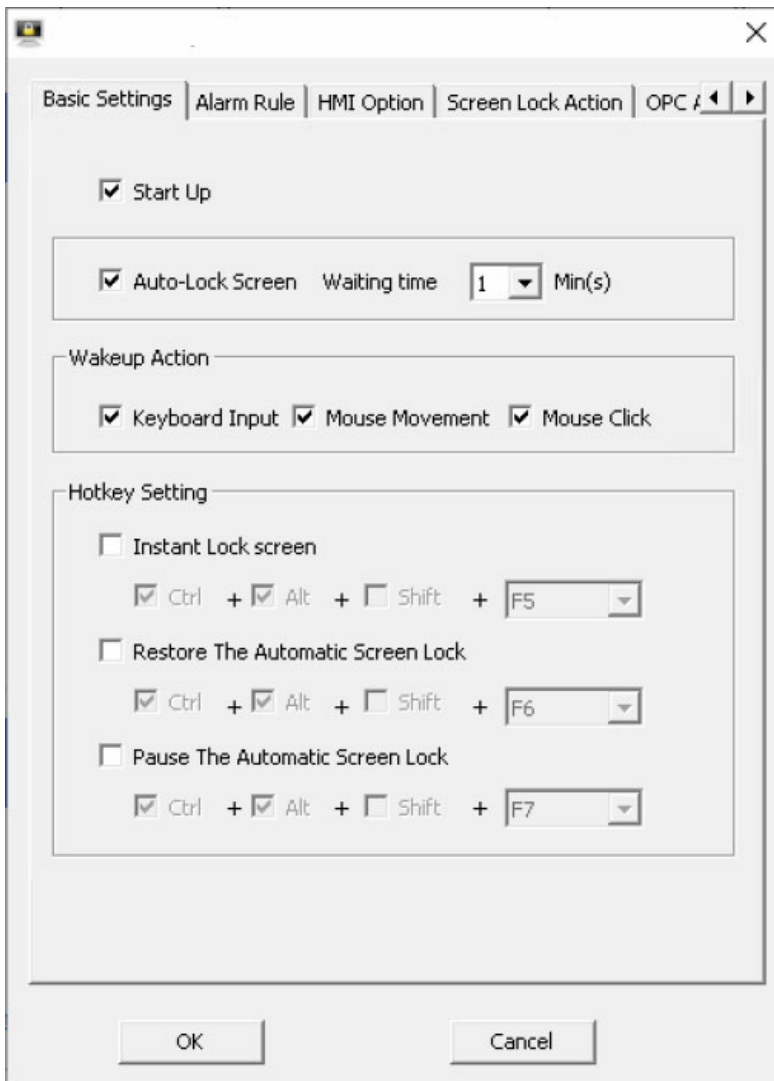 Basic Settings Alarm Rule HMI Option Screen Lock Action OPC
Start Up
Auto-Lock Screen Waiting time 1 Min(s)
Wakeup Action
Keyboard Input Mouse Movement Mouse Click
Hotkey Setting
Instant Lock screen
Ctrl + Alt + Shift + F5
Restore The Automatic Screen Lock
Ctrl + Alt + Shift + F6
Pause The Automatic Screen Lock
Ctrl + Alt + Shift + F7
OK Cancel